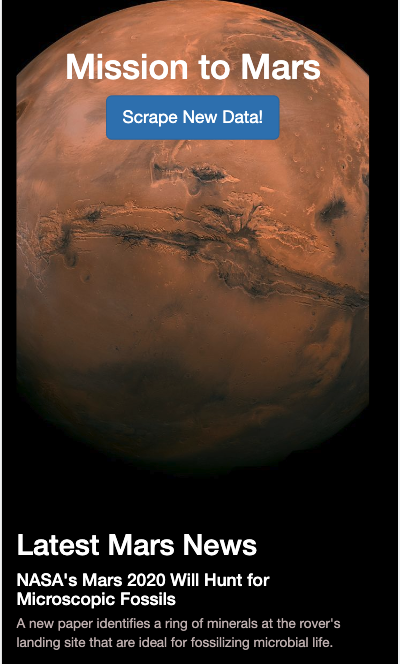 Mission to Mars
Scrape New Data!
Latest Mars News
NASA's Mars 2020 Will Hunt for
Microscopic Fossils
A new paper identifies a ring of minerals at the rover's
landing site that are ideal for fossilizing microbial life.